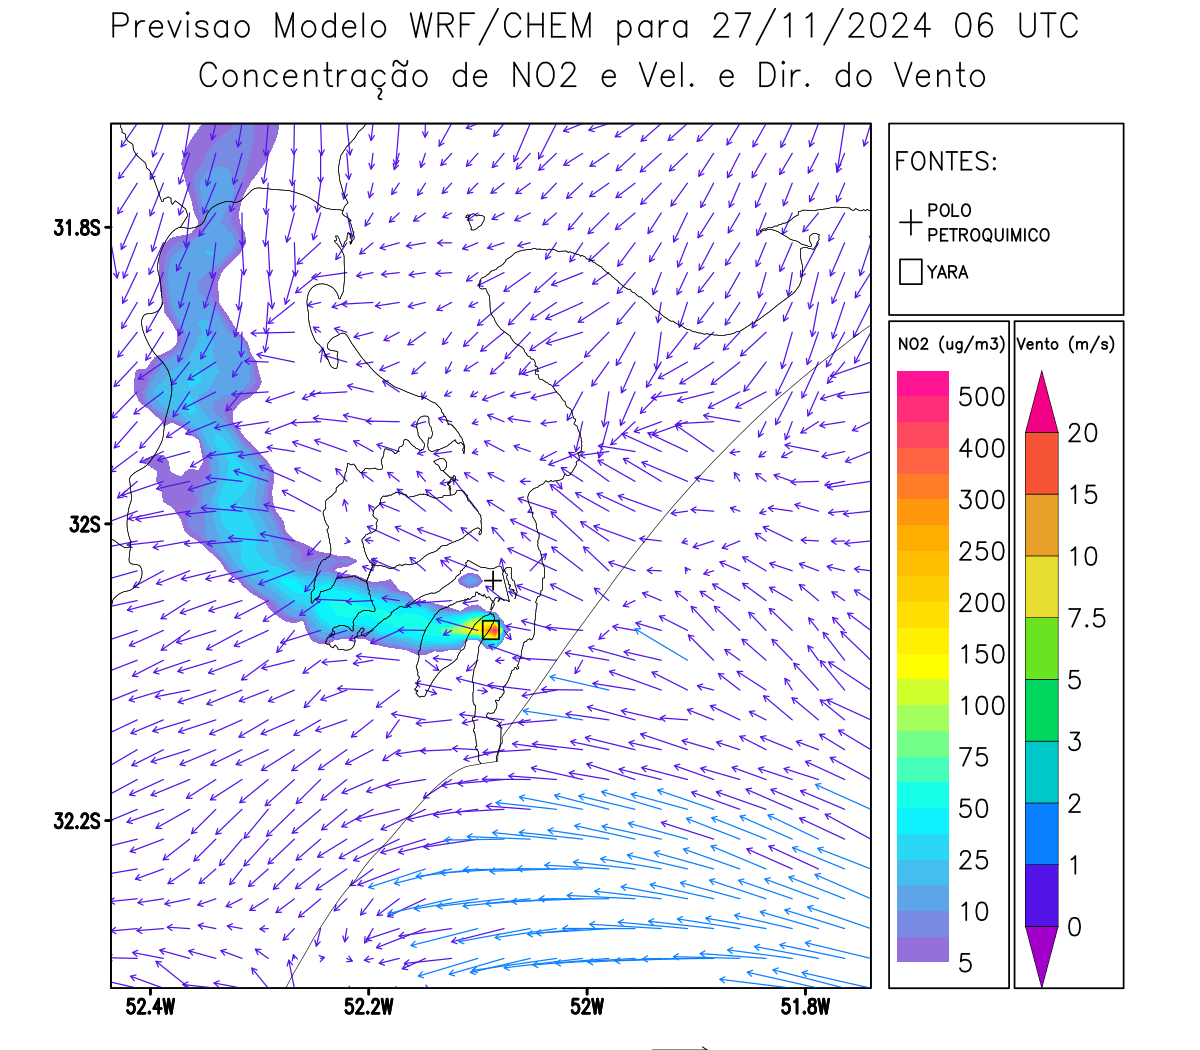 Previsao Modelo WRF/CHEM para 27/11/2024 06 UTC
Concentração de NO2 e Vel. e Dir. do Vento
FONTES:
POLO
PETROQUIMICO
YARA
31.8S
32S
32.2S
52.4W
52.2W
52W
51.8W
NO2 (ug/m3)
500
400
300
250
200
150
100
75
50
25
10
5
Vento (m/s)
20
15
10
7.5
5
3
2
1
0